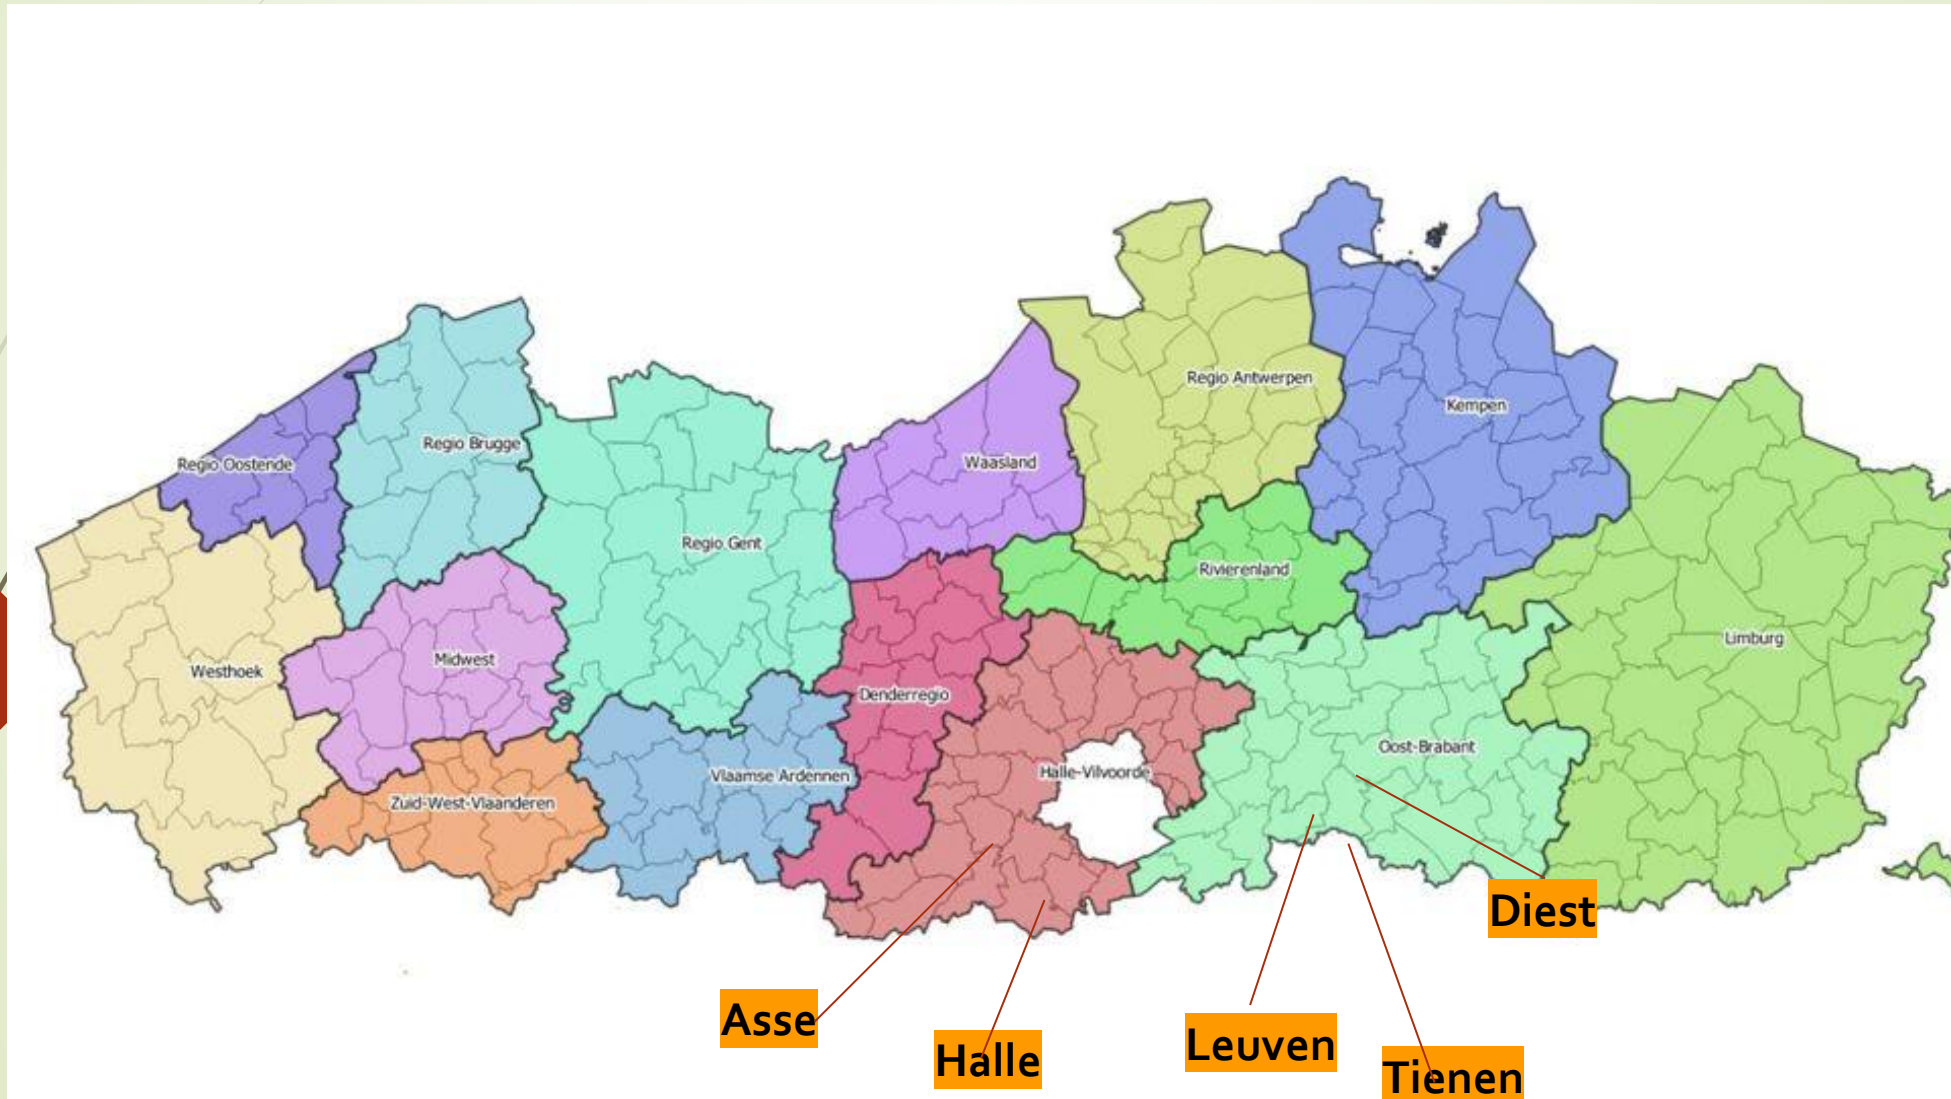 Regio Antwerpen
Kempen
Regio Brugge
Regio Oostende
Waasland
Regio Gent
Rivierenland
Limburg
Midwest
Westhoek
Denderregio
Oost-Brabant
Halle-Vilvoorde
Vlaamse Ardennen
Zuid-West-Vlaanderen
Diest
Asse
Leuven
Halle
Tienen